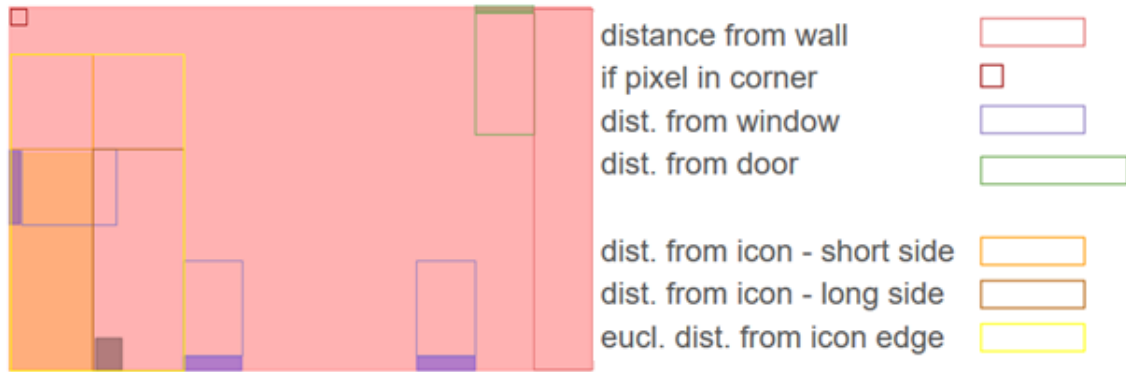 distance from wall
if pixel in corner
dist. from window
dist. from door
dist. from icon - short side
dist. from icon - long side
eucl. dist. from icon edge